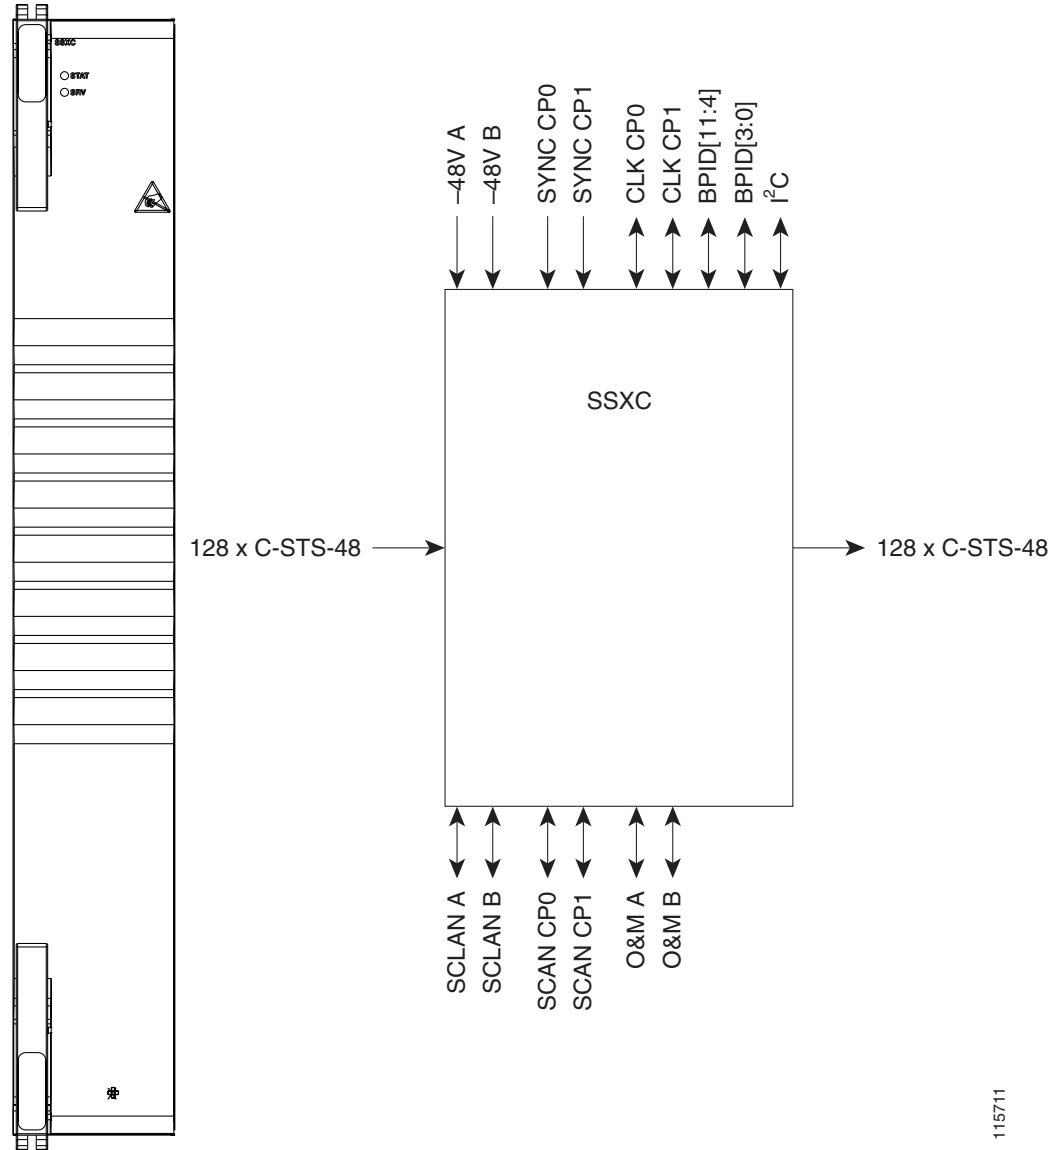 SSXC
STAT
SRV
–48V A
–48V B
SYNC CP0
SYNC CP1
CLK CP0
CLK CP1
BPID[11:4]
BPID[3:0]
I²C
SSXC
128 x C-STS-48
128 x C-STS-48
SCLAN A
SCLAN B
SCAN CP0
SCAN CP1
O&M A
O&M B
115711